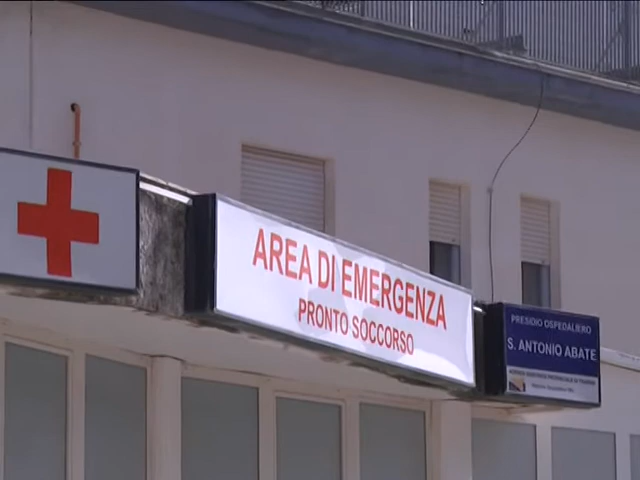 AREA DI EMERGENZA
PRONTO SOCCORSO
PRESIDIO OSPEDALIERO
S. ANTONIO ABATE